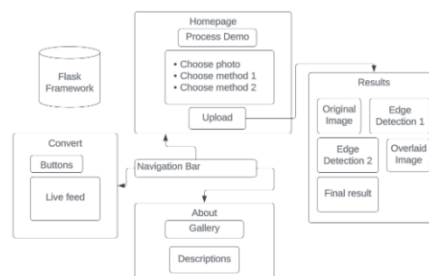 Homepage
Process Demo
• Choose photo
• Choose method 1
• Choose method 2
Upload
Flask
Framework
Results
Original
Image
Edge
Detection 1
Edge
Detection 2
Overlaid
Image
Final result
Convert
Buttons
Live feed
Navigation Bar
About
Gallery
Descriptions